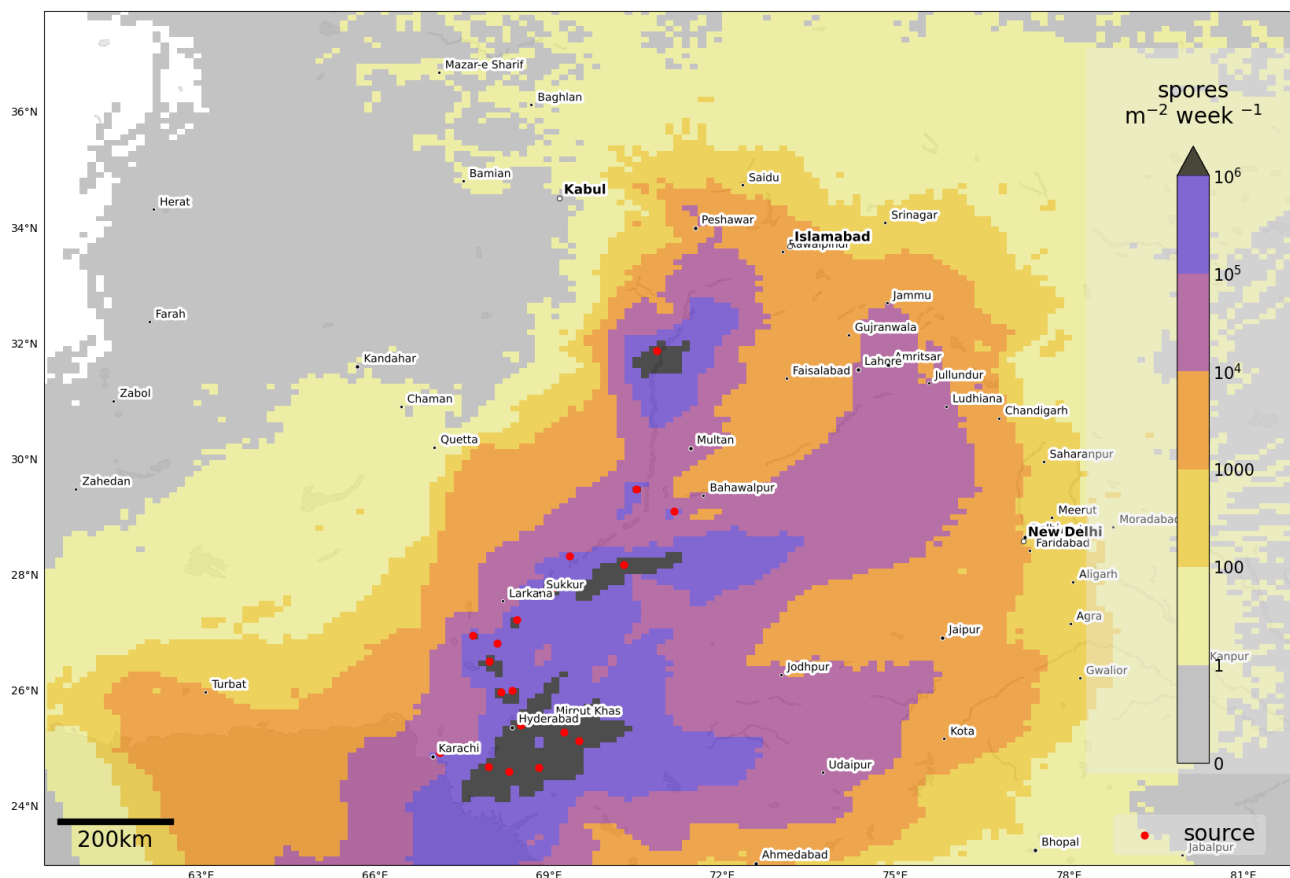 Mazar-e Sharif
Baghlan
spores
m⁻² week ⁻¹
36°N
Bamian
Saidu
10⁶
Kabul
Herat
Srinagar
Peshawar
34°N
Islamabad
Rawalpindi
10⁵
Jammu
Farah
Gujranwala
32°N
Kandahar
Lahore
Amritsar
Faisalabad
10⁴
Jullundur
Zabol
Chaman
Ludhiana
Chandigarh
Quetta
Multan
30°N
Saharanpur
1000
Zahedan
Bahawalpur
Meerut
Moradabad
New Delhi
Faridabad
28°N
Sukkur
Aligarh
100
Larkana
Agra
Jaipur
Kanpur
1
26°N
Turbat
Jodhpur
Gwalior
Mirput Khas
Hyderabad
Kota
Karachi
Udaipur
0
24°N
200km
source
Ahmedabad
Bhopal
Jabalpur
63°E
66°E
69°E
72°E
75°E
78°E
81°E